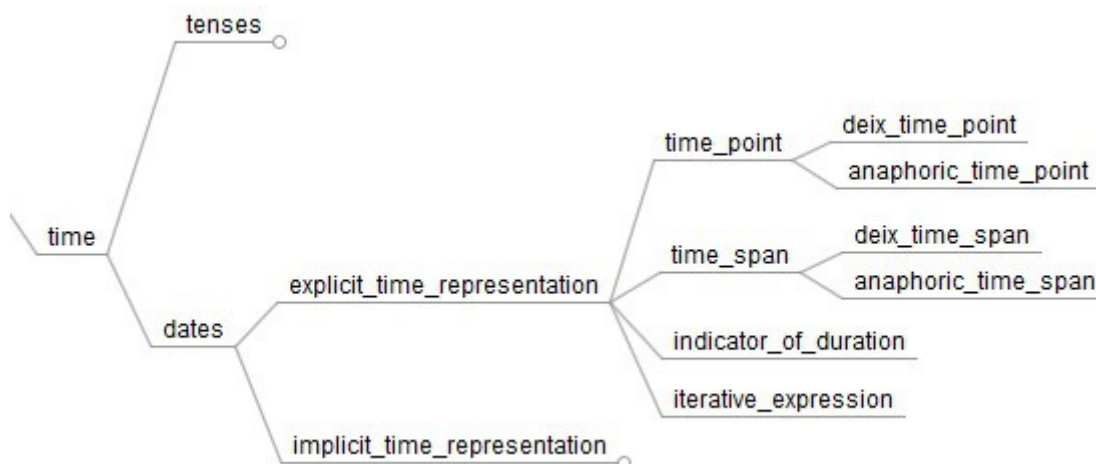 tenses
deix_time_point
time_point
anaphoric_time_point
time
deix_time_span
time_span
anaphoric_time_span
explicit_time_representation
dates
indicator_of_duration
iterative_expression
implicit_time_representation